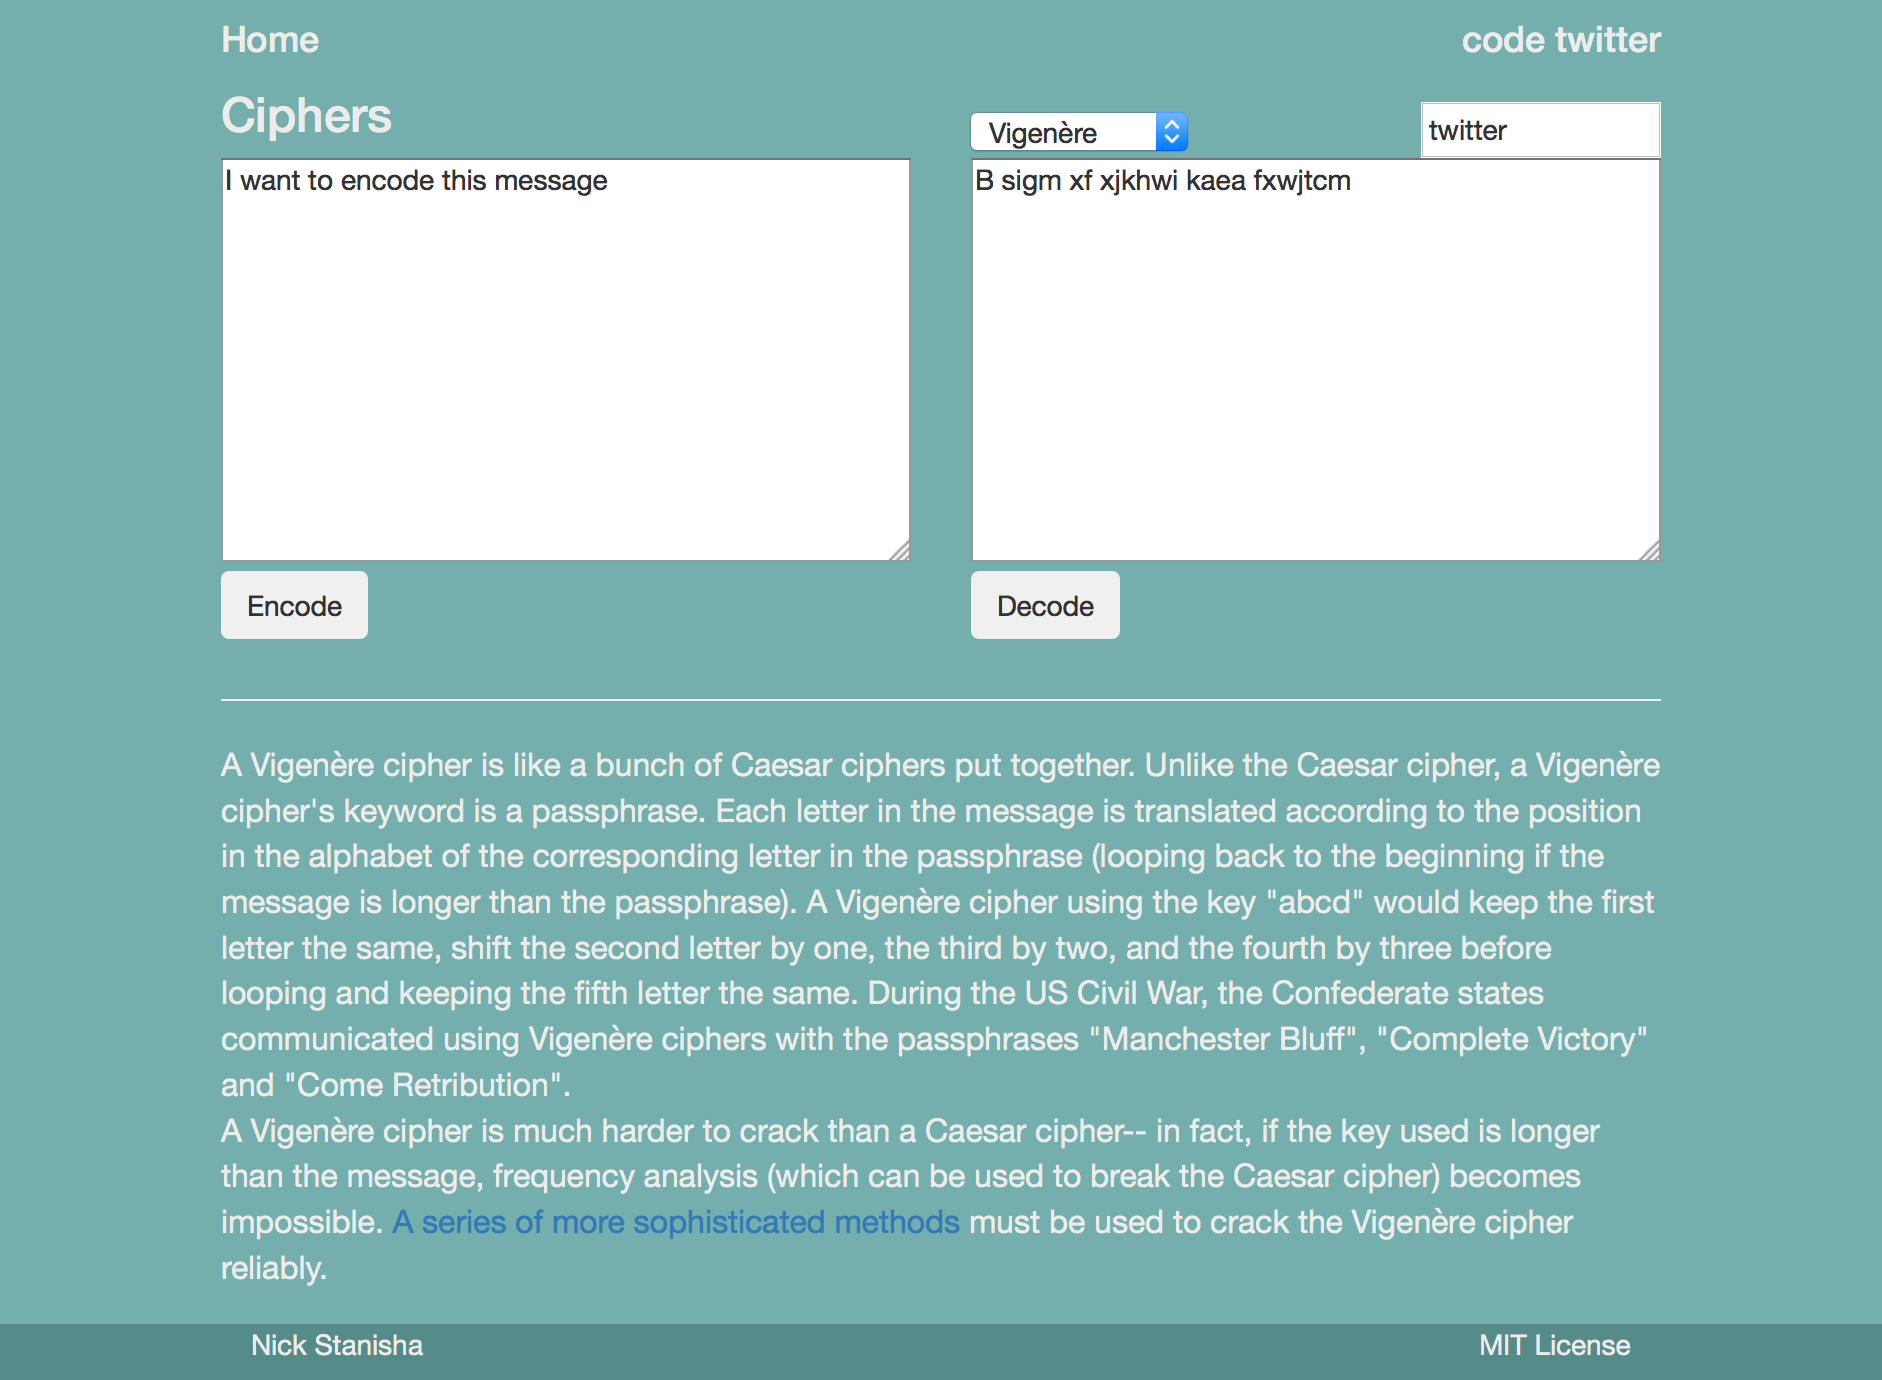 Home
code twitter
Ciphers
Vigenère
twitter
I want to encode this message
B sigm xf xjkhwi kaea fxwjtcm
Encode
Decode
A Vigenère cipher is like a bunch of Caesar ciphers put together. Unlike the Caesar cipher, a Vigenère
cipher's keyword is a passphrase. Each letter in the message is translated according to the position
in the alphabet of the corresponding letter in the passphrase (looping back to the beginning if the
message is longer than the passphrase). A Vigenère cipher using the key "abcd" would keep the first
letter the same, shift the second letter by one, the third by two, and the fourth by three before
looping and keeping the fifth letter the same. During the US Civil War, the Confederate states
communicated using Vigenère ciphers with the passphrases "Manchester Bluff", "Complete Victory"
and "Come Retribution".
A Vigenère cipher is much harder to crack than a Caesar cipher-- in fact, if the key used is longer
than the message, frequency analysis (which can be used to break the Caesar cipher) becomes
impossible. A series of more sophisticated methods must be used to crack the Vigenère cipher
reliably.
Nick Stanisha
MIT License